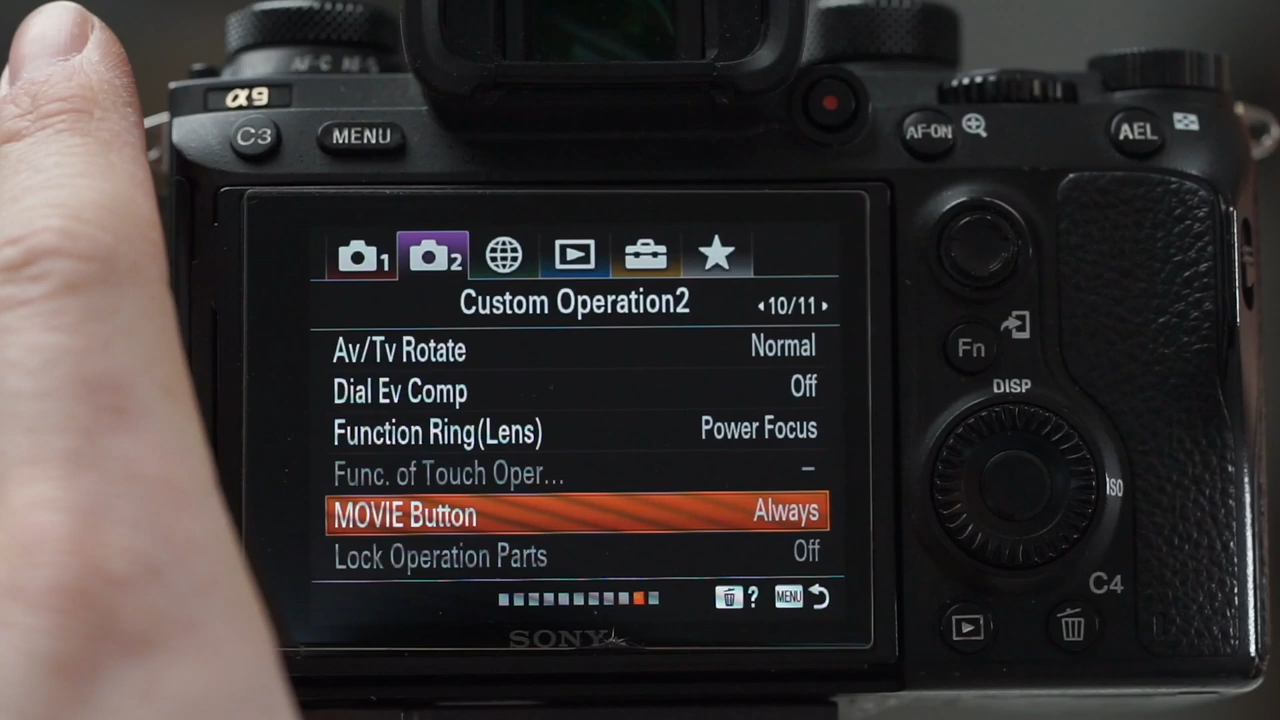 AF-C
α9
C3
MENU
AF-ON
AEL
1
2
Custom Operation2
10/11
Av/Tv Rotate Normal
Dial Ev Comp Off
Function Ring(Lens) Power Focus
Func. of Touch Oper... –
MOVIE Button Always
Lock Operation Parts Off
? MENU
SONY
Fn
DISP
ISO
C4